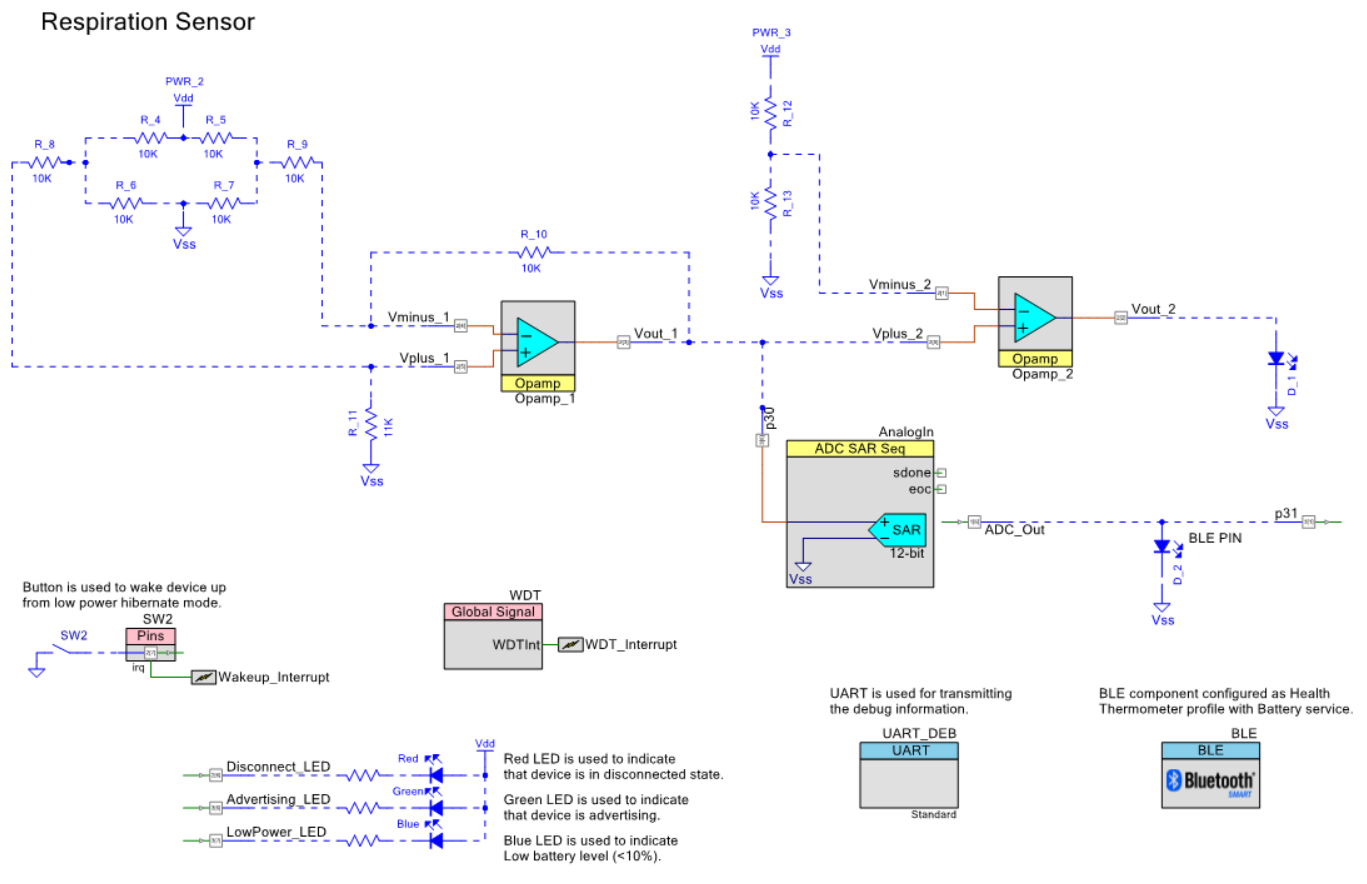 Respiration Sensor
PWR_3
Vdd
PWR_2
Vdd
R_4
R_5
10K
R_12
R_8
10K
10K
R_9
10K
10K
R_6
R_7
10K
10K
10K
R_13
Vss
R_10
10K
Vss
Vminus_2
Vminus_1
Vout_1
Vplus_2
Vout_2
Vplus_1
Opamp
Opamp_1
Opamp
Opamp_2
D_1
Vss
R_11
11K
Vss
p30
AnalogIn
ADC SAR Seq
sdone
eoc
SAR
12-bit
Vss
ADC_Out
p31
BLE PIN
D_2
Vss
Button is used to wake device up
from low power hibernate mode.
SW2
SW2
Pins
irq
Wakeup_Interrupt
WDT
Global Signal
WDTInt
WDT_Interrupt
UART is used for transmitting
the debug information.
UART_DEB
UART
Standard
BLE component configured as Health
Thermometer profile with Battery service.
BLE
BLE
Bluetooth
SMART
Vdd
Disconnect_LED
Red
Red LED is used to indicate
that device is in disconnected state.
Advertising_LED
Green
Green LED is used to indicate
that device is advertising.
LowPower_LED
Blue
Blue LED is used to indicate
Low battery level (<10%).